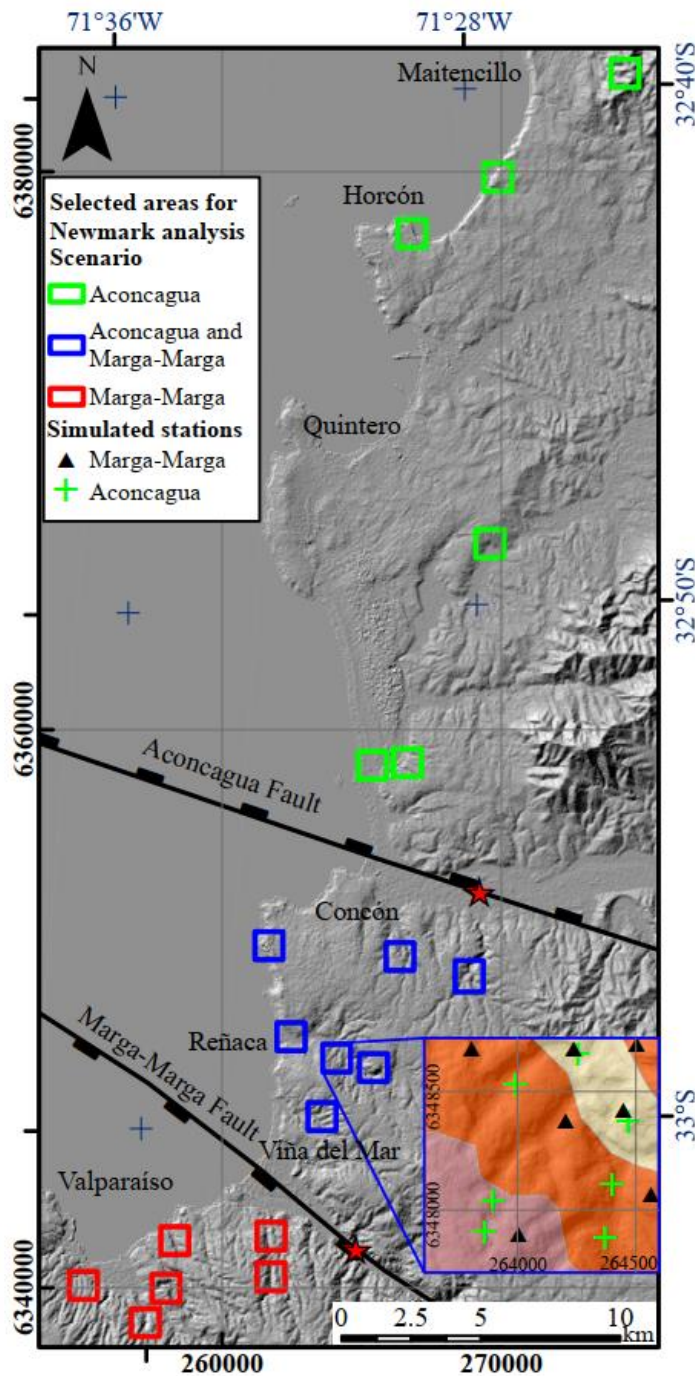 71°36'W
71°28'W
N
Maitencillo
32°40'S
6380000
Horcón
Selected areas for
Newmark analysis
Scenario
Aconcagua
Aconcagua and
Marga-Marga
Marga-Marga
Simulated stations
Marga-Marga
Aconcagua
Quintero
32°50'S
6360000
Aconcagua Fault
Concón
Marga-Marga Fault
Reñaca
6348500
33°S
Viña del Mar
Valparaíso
6348000
264000
264500
6340000
0
2.5
5
10
km
260000
270000